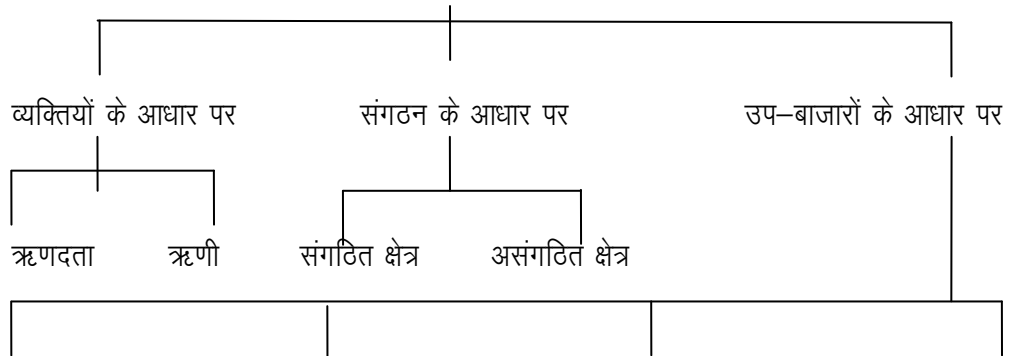 व्यक्तियों के आधार पर संगठन के आधार पर उप–बाजारों के आधार पर
ऋणदता ऋणी संगठित क्षेत्र असंगठित क्षेत्र